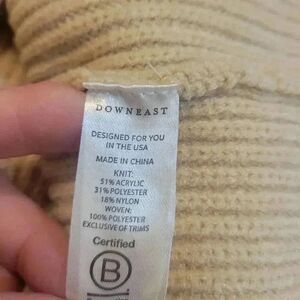 DOWNEAST
DESIGNED FOR YOU
IN THE USA
MADE IN CHINA
KNIT:
51% ACRYLIC
31% POLYESTER
18% NYLON
WOVEN:
100% POLYESTER
EXCLUSIVE OF TRIMS
Certified
B